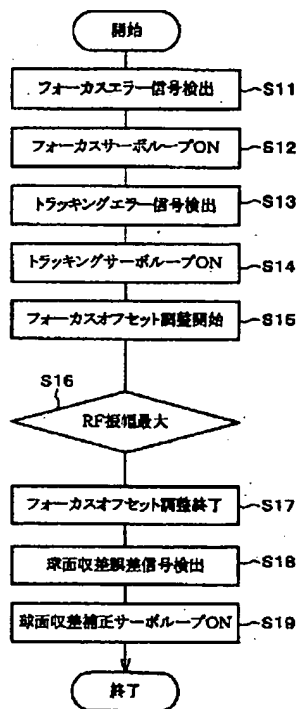 開始
フォーカスエラー信号検出
S11
フォーカスサーボループON
S12
トラッキングエラー信号検出
S13
トラッキングサーボループON
S14
フォーカスオフセット調整開始
S15
S16
RF振幅最大
フォーカスオフセット調整終了
S17
球面収差誤差信号検出
S18
球面収差補正サーボループON
S19
終了